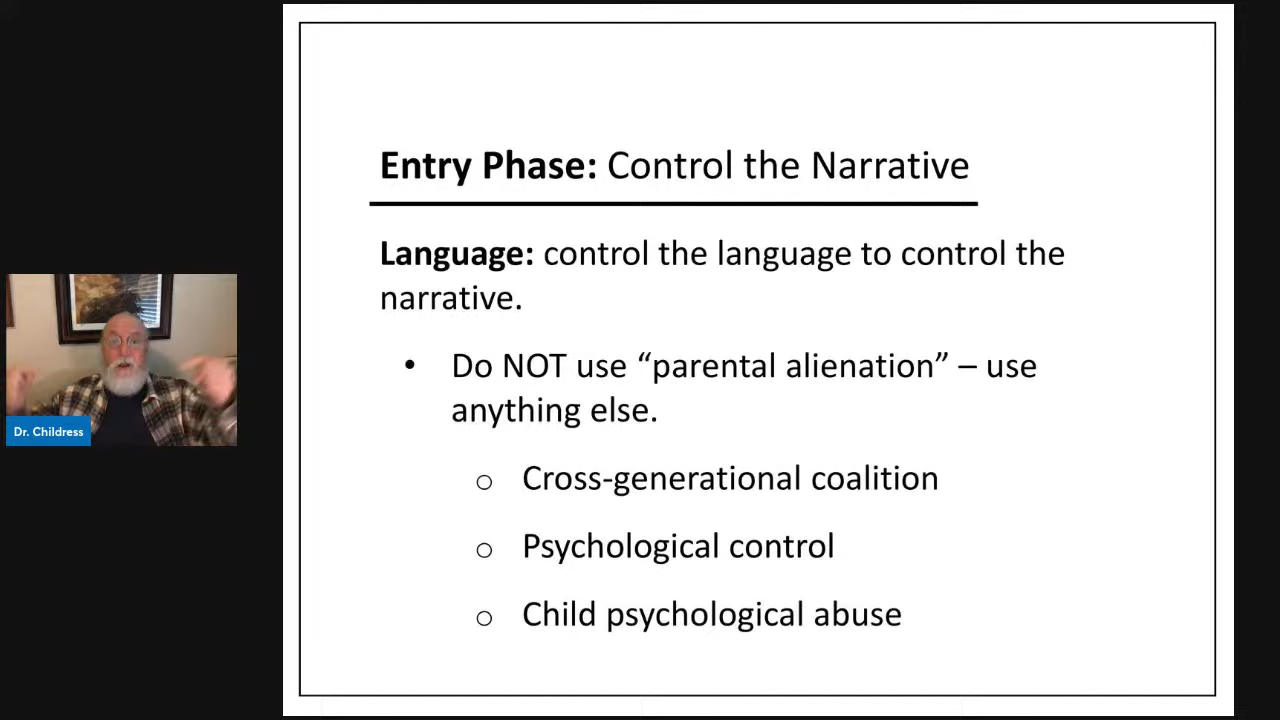 Entry Phase: Control the Narrative
Language: control the language to control the
narrative.
• Do NOT use “parental alienation” – use
anything else.
o Cross-generational coalition
o Psychological control
o Child psychological abuse
Dr. Childress